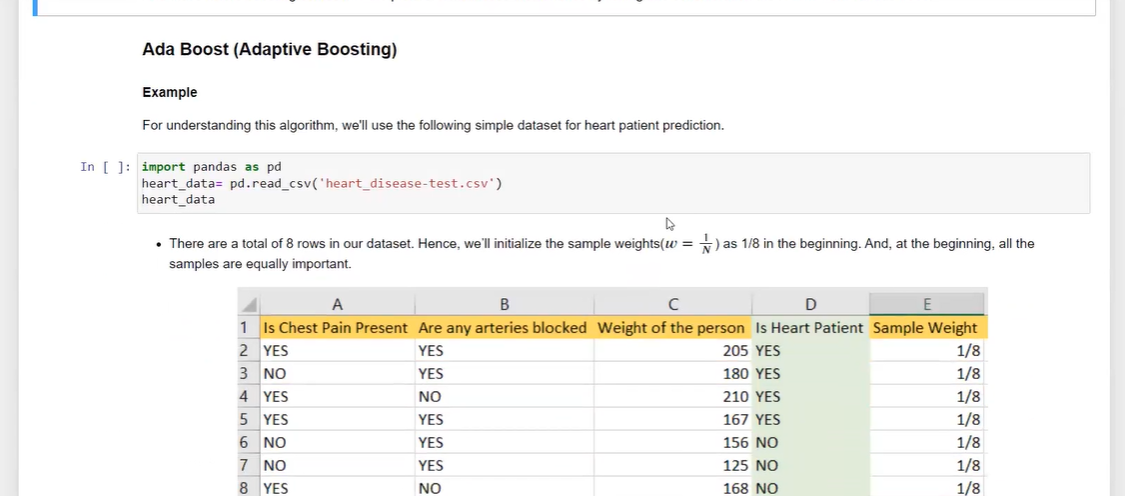 Ada Boost (Adaptive Boosting)
Example
For understanding this algorithm, we'll use the following simple dataset for heart patient prediction.
In [ ]: import pandas as pd
heart_data= pd.read_csv('heart_disease-test.csv')
heart_data
• There are a total of 8 rows in our dataset. Hence, we'll initialize the sample weights(w = 1/N) as 1/8 in the beginning. And, at the beginning, all the
samples are equally important.
A B C D E
1 Is Chest Pain Present Are any arteries blocked Weight of the person Is Heart Patient Sample Weight
2 YES YES 205 YES 1/8
3 NO YES 180 YES 1/8
4 YES NO 210 YES 1/8
5 YES YES 167 YES 1/8
6 NO YES 156 NO 1/8
7 NO YES 125 NO 1/8
8 YES NO 168 NO 1/8